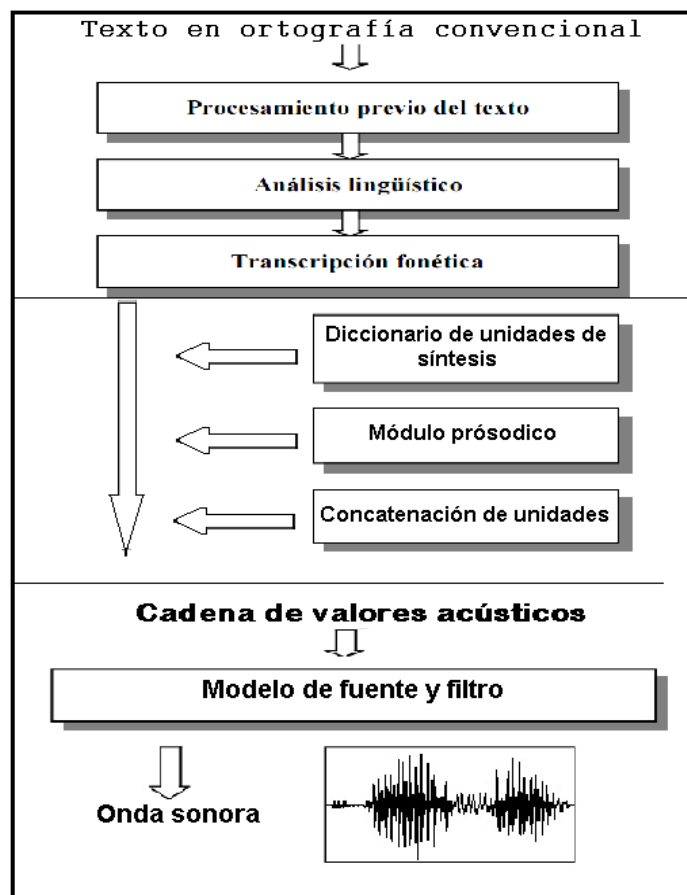 Texto en ortografía convencional
Procesamiento previo del texto
Análisis lingüístico
Transcripción fonética
Diccionario de unidades de
síntesis
Módulo prósodico
Concatenación de unidades
Cadena de valores acústicos
Modelo de fuente y filtro
Onda sonora